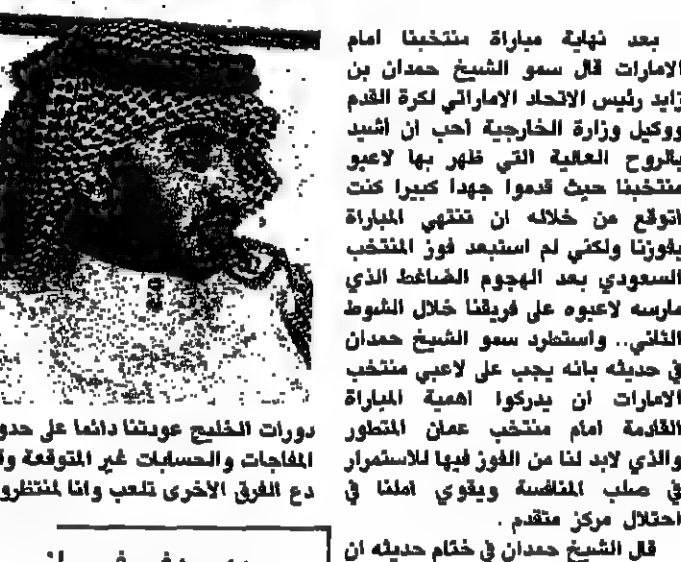 بعد نهاية مباراة منتخبنا امام
الامارات قال سمو الشيخ حمدان بن
زايد رئيس الاتحاد الاماراتي لكرة القدم
ووكيل وزارة الخارجية أحب ان أشيد
بالروح العالية التي ظهر بها لاعبو
منتخبنا حيث قدموا جهدا كبيرا كنت
اتوقع من خلاله ان تنتهي المباراة
بفوزنا ولكني لم استبعد فوز المنتخب
السعودي بعد الهجوم الضاغط الذي
مارسه لاعبوه على فريقنا خلال الشوط
الثاني.. واستطرد سمو الشيخ حمدان
في حديثه بانه يجب على لاعبي منتخب
الامارات ان يدركوا اهمية المباراة
القادمة امام منتخب عمان المتطور
والذي لابد لنا من الفوز فيها للاستمرار
في صلب المنافسة ويقوي املنا في
احتلال مركز متقدم .
قال الشيخ حمدان في ختام حديثه ان
دورات الخليج عودتنا دائما على حدو
المفاجات والحسابات غير المتوقعة
دع الفرق الاخرى تلعب وانا لمنتظرو